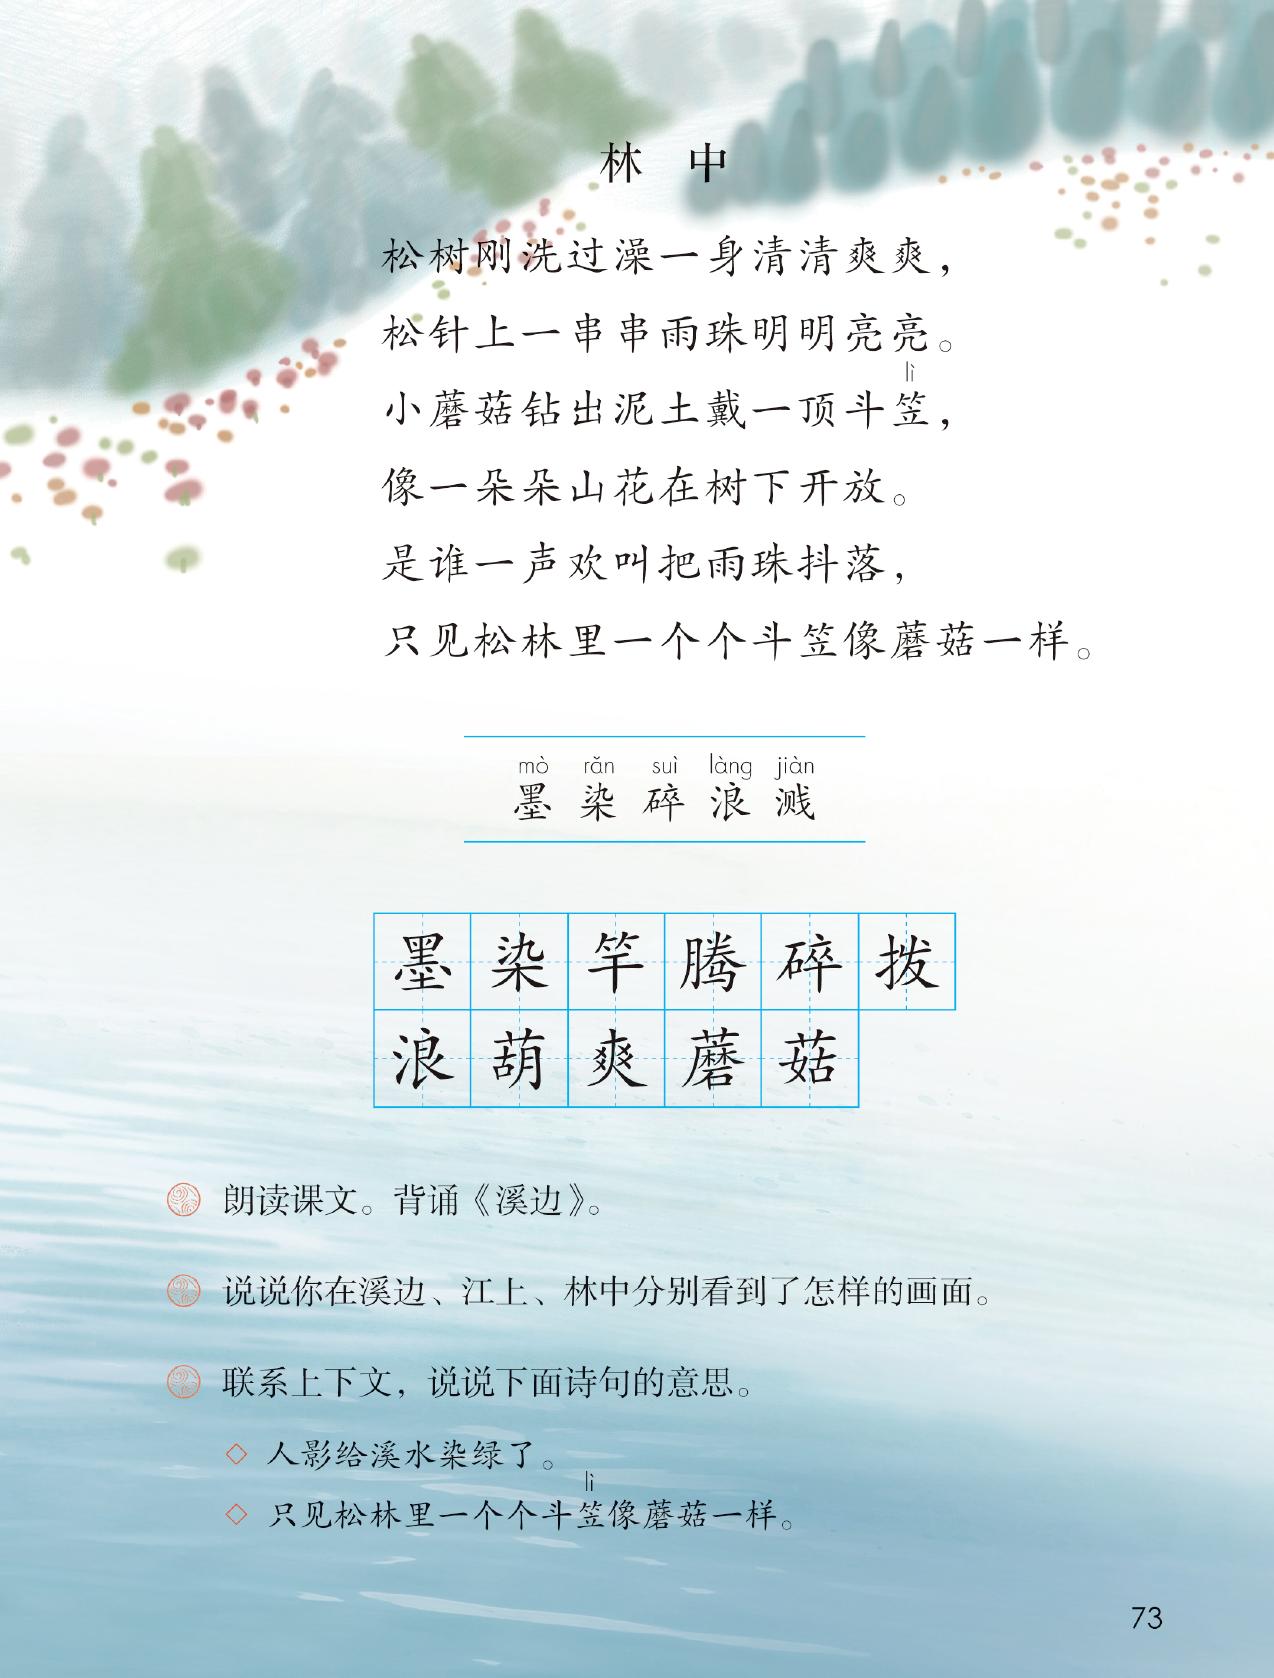 林 中
松树刚洗过澡一身清清爽爽，
松针上一串串雨珠明明亮亮。
lì
小蘑菇钻出泥土戴一顶斗笠，
像一朵朵山花在树下开放。
是谁一声欢叫把雨珠抖落，
只见松林里一个个斗笠像蘑菇一样。
mò rǎn suì làng jiàn
墨 染 碎 浪 溅
墨 染 竿 腾 碎 拨
浪 葫 爽 蘑 菇
朗读课文。背诵《溪边》。
说说你在溪边、江上、林中分别看到了怎样的画面。
联系上下文，说说下面诗句的意思。
◇ 人影给溪水染绿了。
lì
◇ 只见松林里一个个斗笠像蘑菇一样。
73